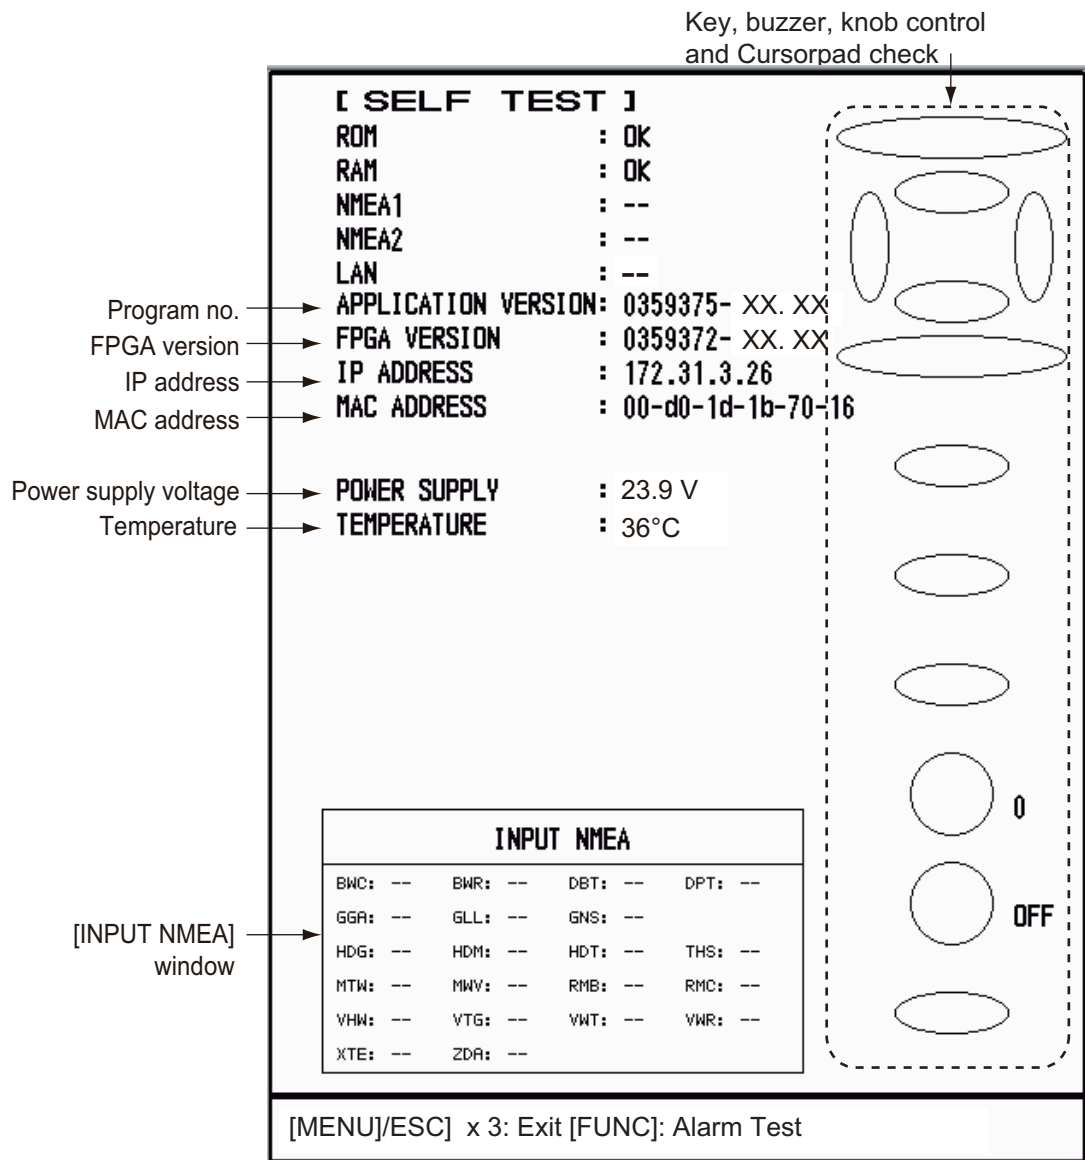 Key, buzzer, knob control
and Cursorpad check
[ SELF TEST ]
ROM : OK
RAM : OK
NMEA1 : --
NMEA2 : --
LAN : --
Program no.
APPLICATION VERSION: 0359375- XX. XX
FPGA version
FPGA VERSION : 0359372- XX. XX
IP address
IP ADDRESS : 172.31.3.26
MAC address
MAC ADDRESS : 00-d0-1d-1b-70-16
Power supply voltage
POWER SUPPLY : 23.9 V
Temperature
TEMPERATURE : 36°C
0
OFF
[INPUT NMEA]
window
INPUT NMEA
BWC: -- BWR: -- DBT: -- DPT: --
GGA: -- GLL: -- GNS: --
HDG: -- HDM: -- HDT: -- THS: --
MTW: -- MWV: -- RMB: -- RMC: --
VHW: -- VTG: -- VWT: -- VWR: --
XTE: -- ZDA: --
[MENU]/ESC] x 3: Exit [FUNC]: Alarm Test